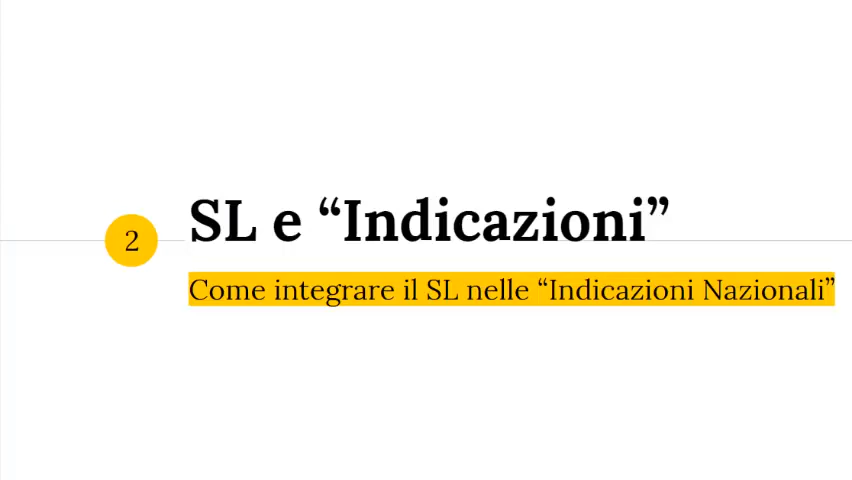 2
SL e “Indicazioni”
Come integrare il SL nelle “Indicazioni Nazionali”